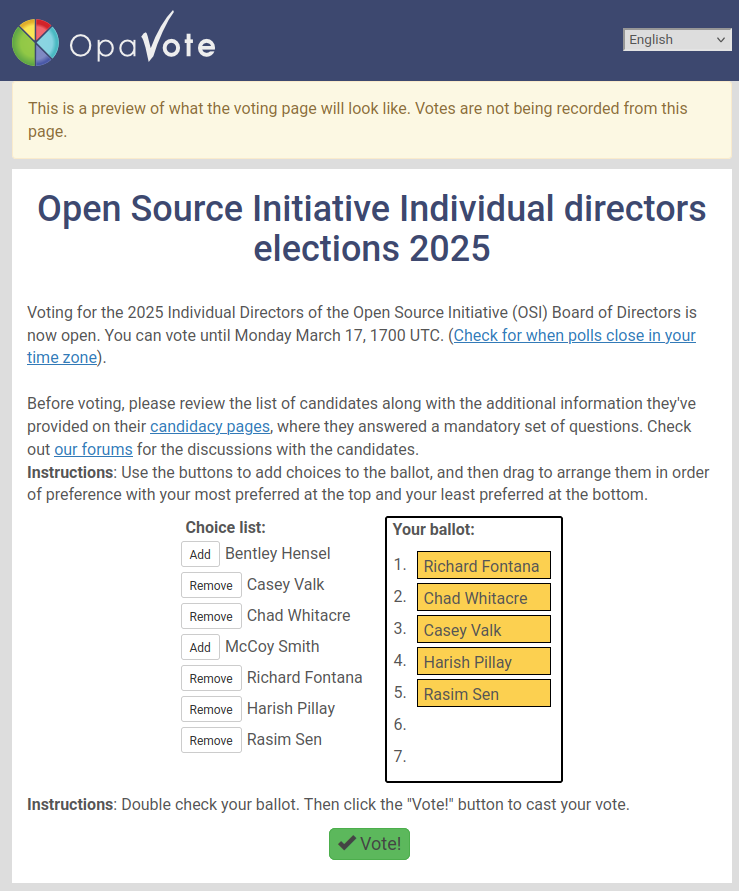 OpaVote
English
This is a preview of what the voting page will look like. Votes are not being recorded from this
page.
Open Source Initiative Individual directors
elections 2025
Voting for the 2025 Individual Directors of the Open Source Initiative (OSI) Board of Directors is
now open. You can vote until Monday March 17, 1700 UTC. (Check for when polls close in your
time zone).
Before voting, please review the list of candidates along with the additional information they've
provided on their candidacy pages, where they answered a mandatory set of questions. Check
out our forums for the discussions with the candidates.
Instructions: Use the buttons to add choices to the ballot, and then drag to arrange them in order
of preference with your most preferred at the top and your least preferred at the bottom.
Choice list:
Add Bentley Hensel
Remove Casey Valk
Remove Chad Whitacre
Add McCoy Smith
Remove Richard Fontana
Remove Harish Pillay
Remove Rasim Sen
Your ballot:
1. Richard Fontana
2. Chad Whitacre
3. Casey Valk
4. Harish Pillay
5. Rasim Sen
6.
7.
Instructions: Double check your ballot. Then click the "Vote!" button to cast your vote.
Vote!